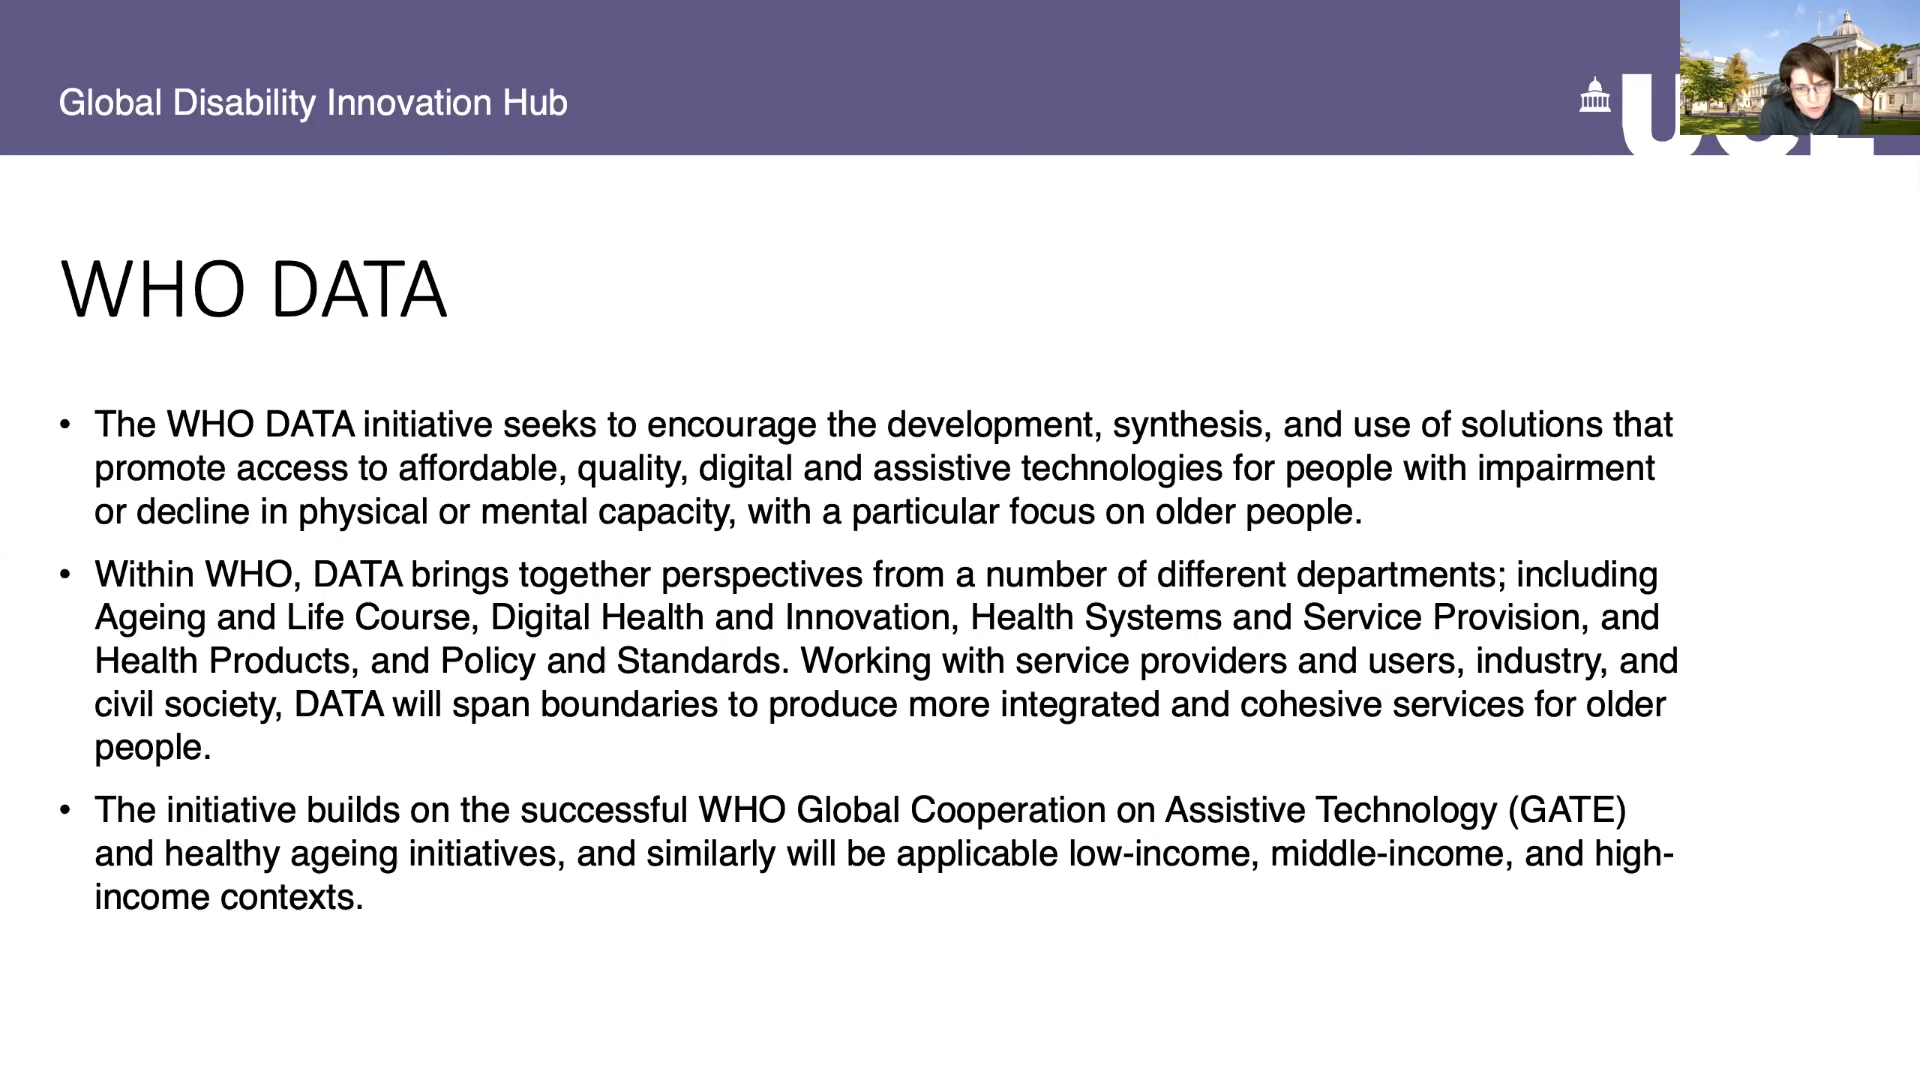 Global Disability Innovation Hub
WHO DATA
• The WHO DATA initiative seeks to encourage the development, synthesis, and use of solutions that
promote access to affordable, quality, digital and assistive technologies for people with impairment
or decline in physical or mental capacity, with a particular focus on older people.
• Within WHO, DATA brings together perspectives from a number of different departments; including
Ageing and Life Course, Digital Health and Innovation, Health Systems and Service Provision, and
Health Products, and Policy and Standards. Working with service providers and users, industry, and
civil society, DATA will span boundaries to produce more integrated and cohesive services for older
people.
• The initiative builds on the successful WHO Global Cooperation on Assistive Technology (GATE)
and healthy ageing initiatives, and similarly will be applicable low-income, middle-income, and high-
income contexts.